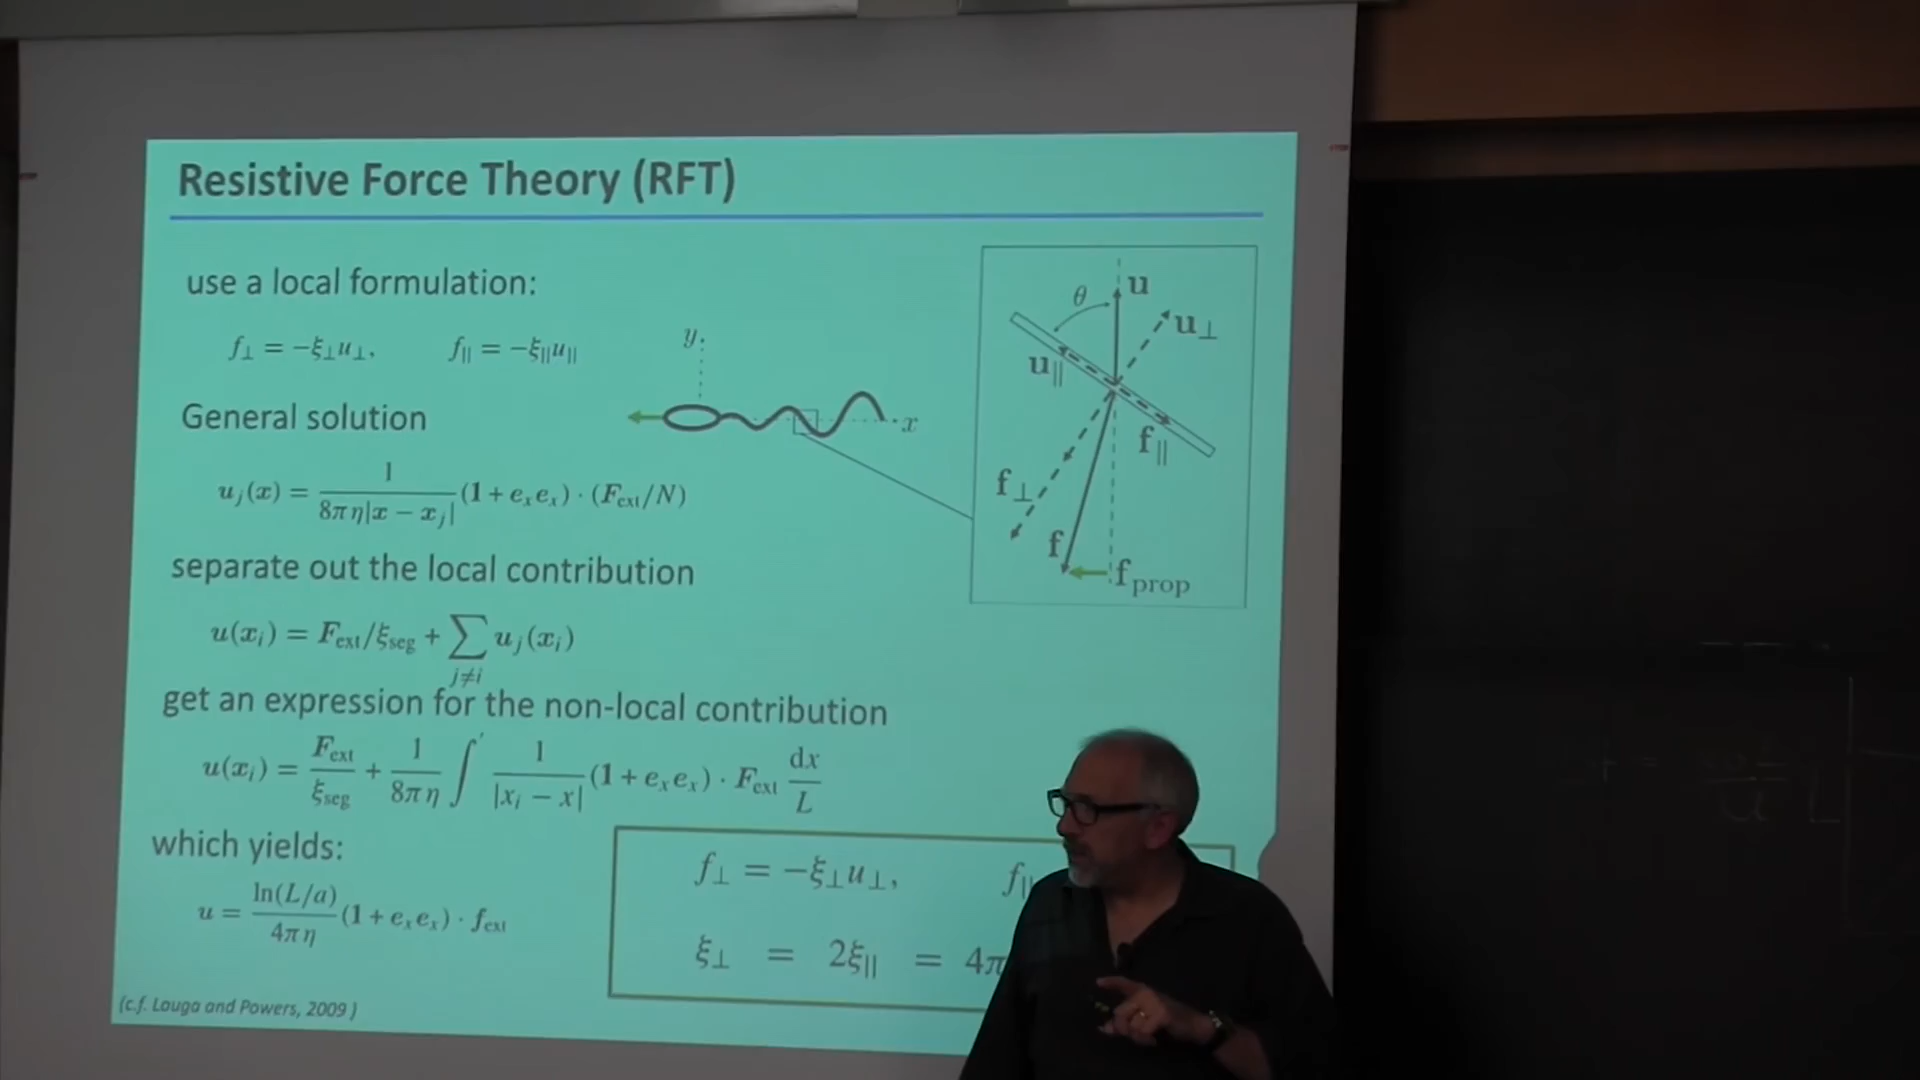 Resistive Force Theory (RFT)
use a local formulation:
f⊥ = −ξ⊥u⊥, f∥ = −ξ∥u∥
General solution
u_j(x) = 1 / 8πη|x − x_j| (1 + e_x e_x) · (F_ext/N)
separate out the local contribution
u(x_i) = F_ext/ξ_seg + ∑_{j≠i} u_j(x_i)
get an expression for the non-local contribution
u(x_i) = F_ext/ξ_seg + 1/8πη ∫′ 1/|x_i − x| (1 + e_x e_x) · F_ext dx/L
which yields:
u = ln(L/a)/4πη (1 + e_x e_x) · f_ext
(c.f. Lauga and Powers, 2009 )
y
x
θ
u
u⊥
u∥
f∥
f⊥
f
f_prop
f⊥ = −ξ⊥u⊥, f∥
ξ⊥ = 2ξ∥ = 4π